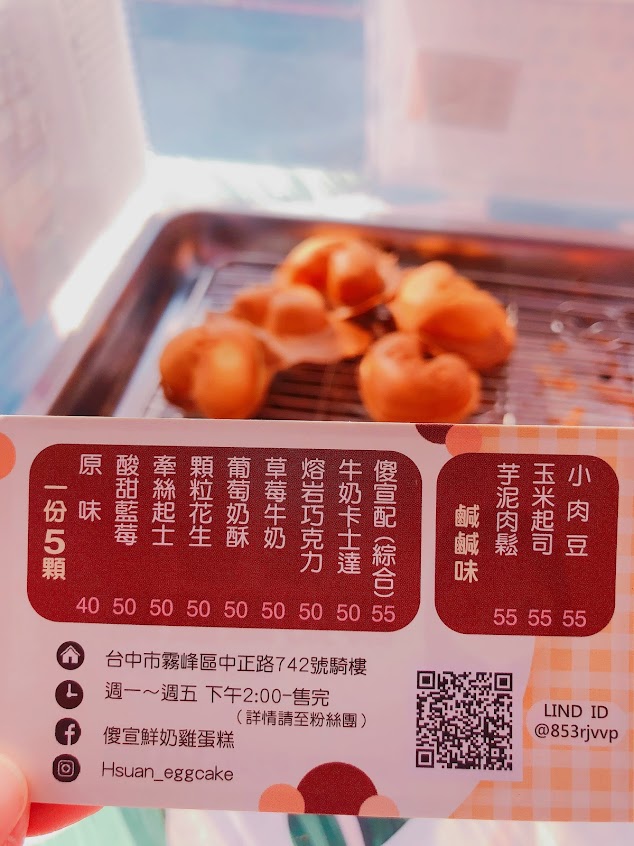 一份5顆
原味 40
酸甜藍莓 50
牽絲起士 50
顆粒花生 50
葡萄奶酥 50
草莓牛奶 50
熔岩巧克力 50
牛奶卡士達 50
傻宣配(綜合) 55
鹹鹹味
芋泥肉鬆 55
玉米起司 55
小肉豆 55
台中市霧峰區中正路742號騎樓
週一～週五 下午2:00-售完
(詳情請至粉絲團)
傻宣鮮奶雞蛋糕
Hsuan_eggcake
LIND ID
@853rjvvp